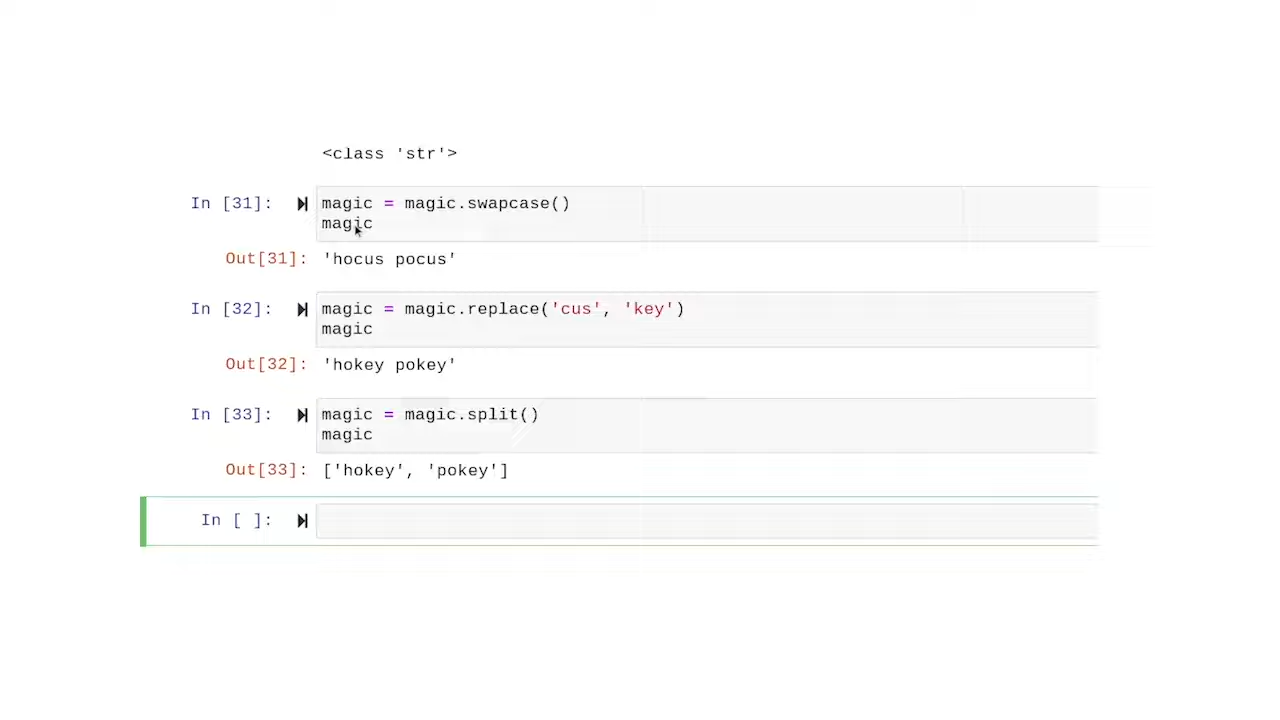 <class 'str'>
In [31]: magic = magic.swapcase()
magic
Out[31]: 'hocus pocus'
In [32]: magic = magic.replace('cus', 'key')
magic
Out[32]: 'hokey pokey'
In [33]: magic = magic.split()
magic
Out[33]: ['hokey', 'pokey']
In [ ]: